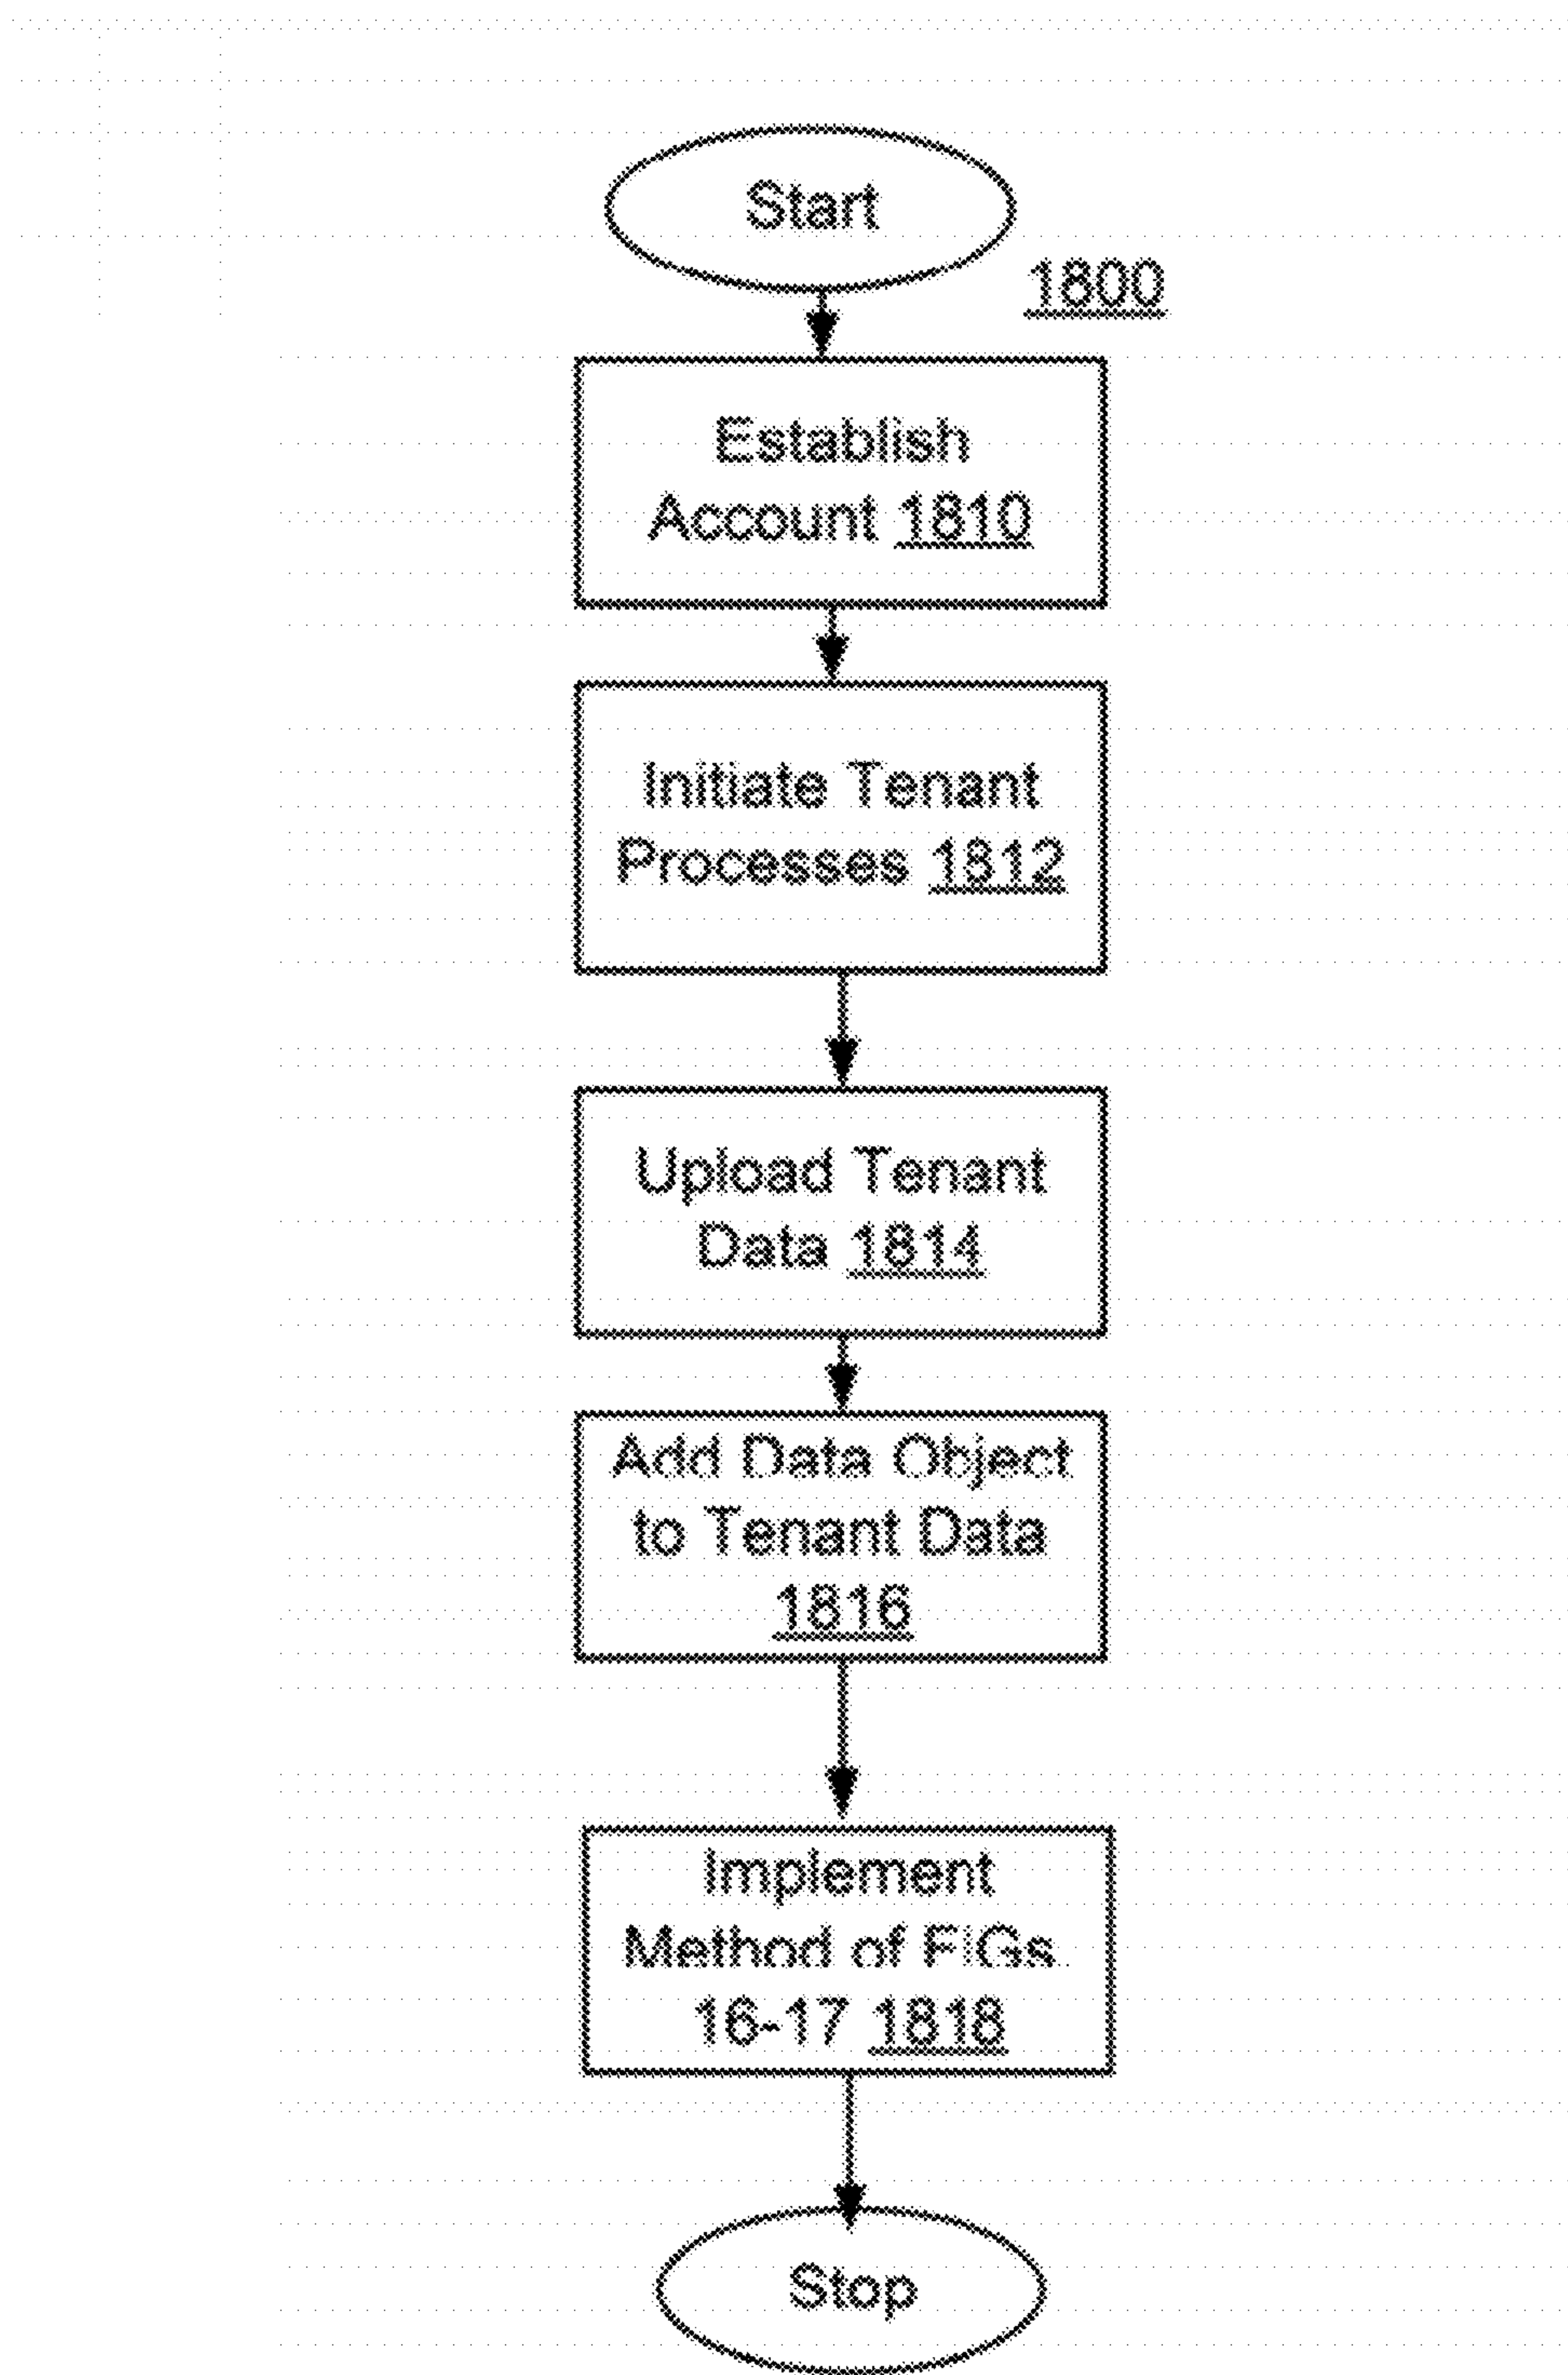 Start
1800
Establish
Account 1810
Initiate Tenant
Processes 1812
Upload Tenant
Data 1814
Add Data Object
to Tenant Data
1816
Implement
Method of FIGs
16-17 1818
Stop